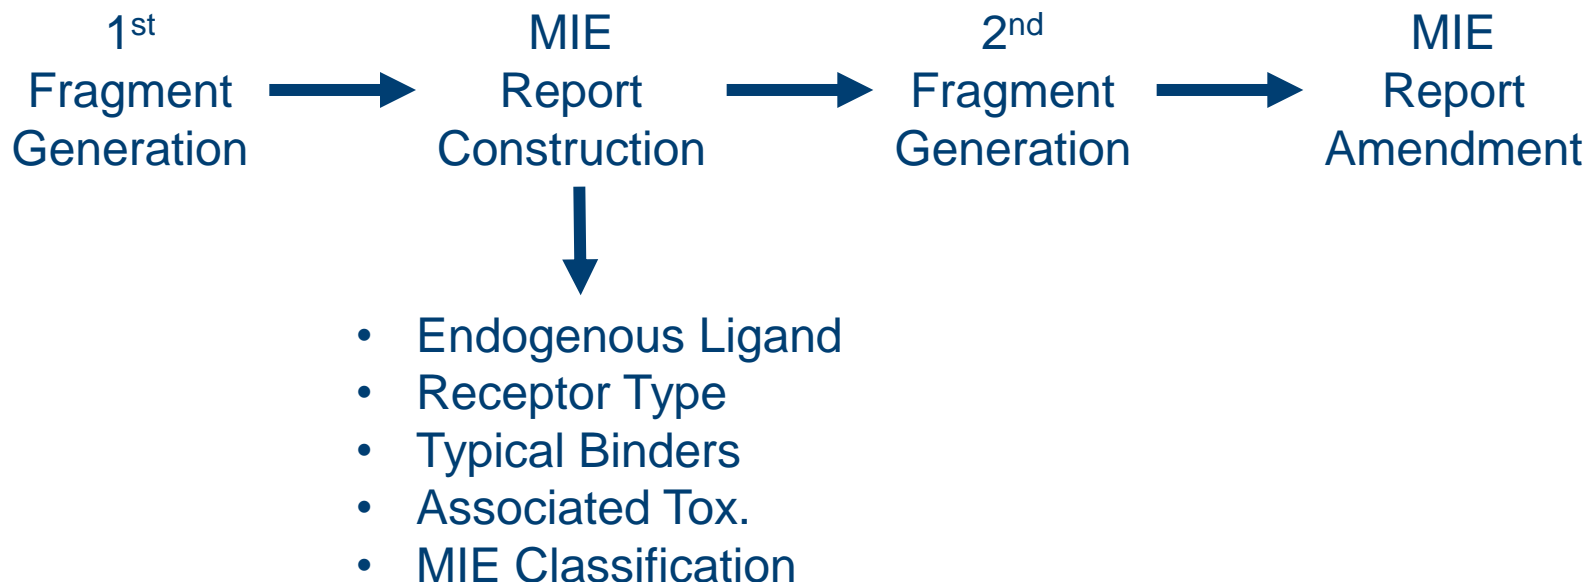 1st
Fragment
Generation
MIE
Report
Construction
2nd
Fragment
Generation
MIE
Report
Amendment
• Endogenous Ligand
• Receptor Type
• Typical Binders
• Associated Tox.
• MIE Classification